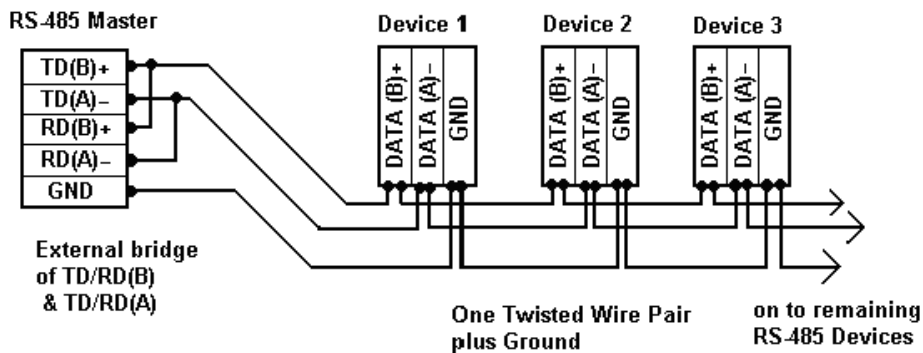 RS-485 Master
TD(B)+
TD(A)–
RD(B)+
RD(A)–
GND
External bridge
of TD/RD(B)
& TD/RD(A)
Device 1
DATA (B)+
DATA (A)–
GND
Device 2
DATA (B)+
DATA (A)–
GND
Device 3
DATA (B)+
DATA (A)–
GND
One Twisted Wire Pair
plus Ground
on to remaining
RS-485 Devices